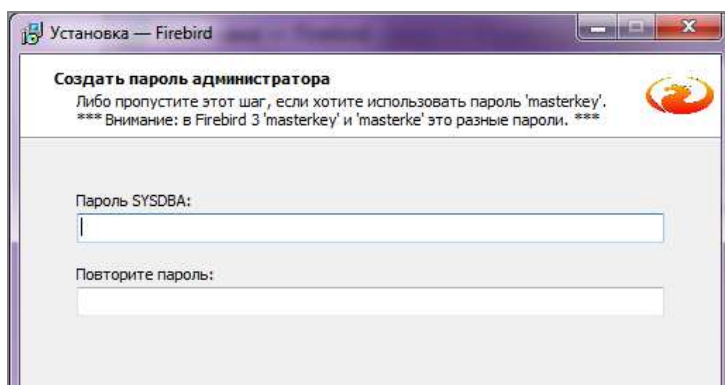 Установка — Firebird
Создать пароль администратора
Либо пропустите этот шаг, если хотите использовать пароль 'masterkey'.
*** Внимание: в Firebird 3 'masterkey' и 'masterke' это разные пароли. ***
Пароль SYSDBA:
Повторите пароль: